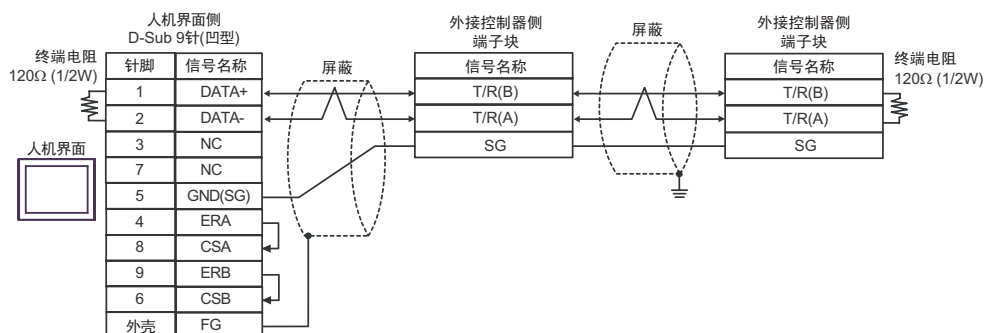 人机界面侧
D-Sub 9针(凹型)
终端电阻
120Ω (1/2W)
针脚 信号名称
1 DATA+
2 DATA-
3 NC
7 NC
5 GND(SG)
4 ERA
8 CSA
9 ERB
6 CSB
外壳 FG
人机界面
屏蔽
外接控制器侧
端子块
信号名称
T/R(B)
T/R(A)
SG
屏蔽
外接控制器侧
端子块
信号名称
T/R(B)
T/R(A)
SG
终端电阻
120Ω (1/2W)